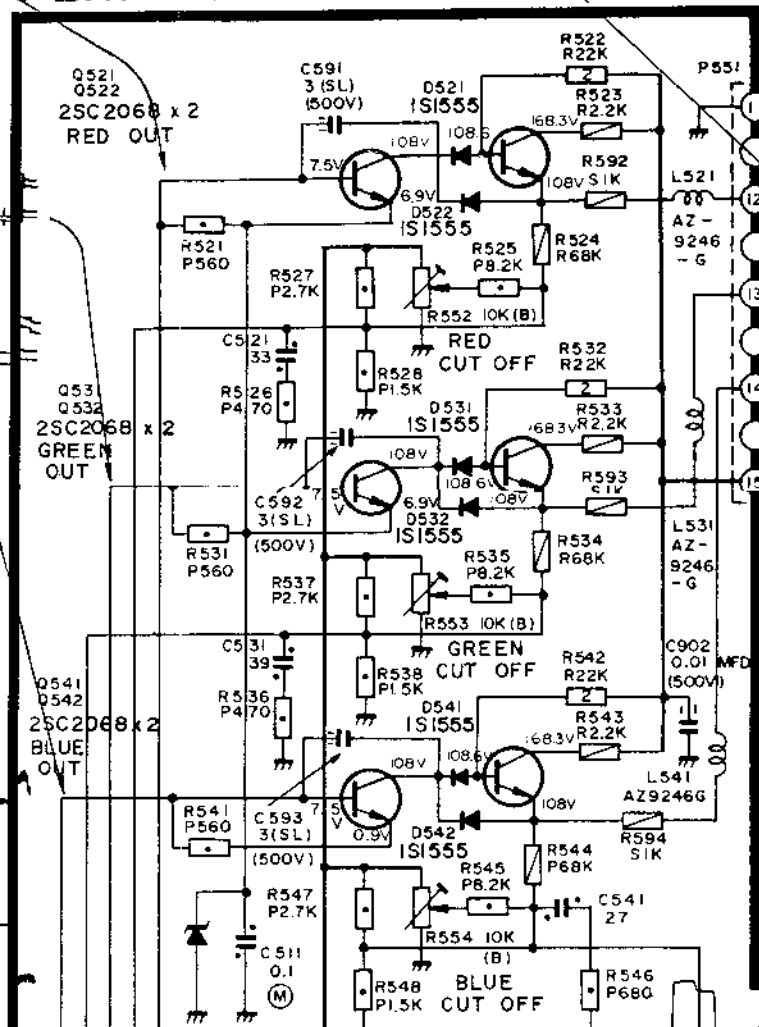 Q521
Q522
2SC2068 x 2
RED OUT
C591
3 (SL)
(500V)
D521
1S1555
R522
R22K
P551
R523
R2.2K
108V
108.6
168.3V
7.5V
6.9V
D522
1S1555
108V
R592
S1K
L521
AZ-
9246
-G
12
R521
P560
R527
P2.7K
R525
P8.2K
R524
R68K
R552
10K (B)
RED
CUT OFF
13
C521
33
R526
P470
R528
P1.5K
R532
R22K
14
Q531
Q532
2SC2068 x 2
GREEN
OUT
D531
1S1555
168.3V
R533
R2.2K
108V
108.6V
108V
R593
S1K
15
C592
3(SL)
(500V)
7.5
V
6.9V
D532
1S1555
L531
AZ-
9246
-G
R531
P560
R537
P2.7K
R535
P8.2K
R534
R68K
R553
10K (B)
GREEN
CUT OFF
C531
39
R536
P470
R538
P1.5K
R542
R22K
C902
0.01 MFD
(500V)
Q541
Q542
2SC2068 x 2
BLUE
OUT
D541
1S1555
168.3V
R543
R2.2K
108V
108.6V
108V
L541
AZ9246G
R541
P560
C593
3(SL)
(500V)
7.5
V
0.9V
D542
1S1555
R594
S1K
R544
P68K
R547
P2.7K
R545
P8.2K
C541
27
R554
10K
(B)
BLUE
CUT OFF
C511
0.1
M
R548
P1.5K
R546
P680